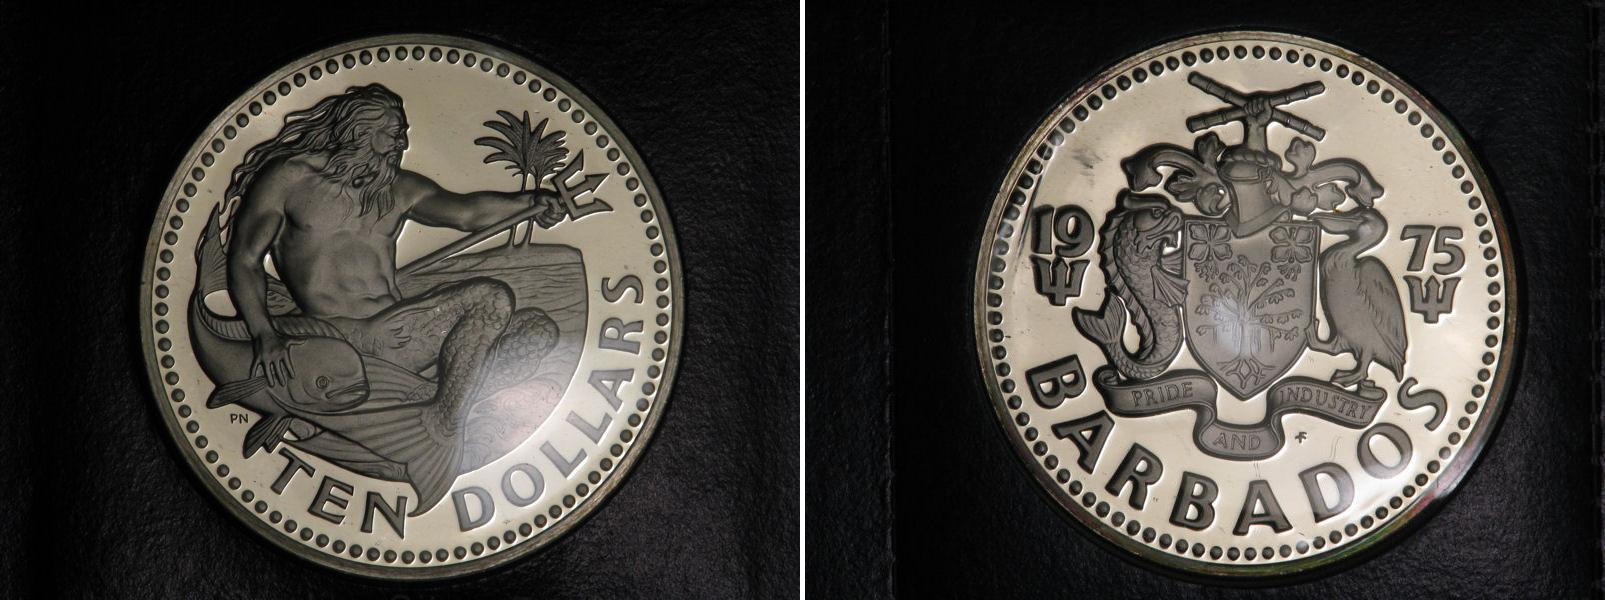 PN
TEN DOLLARS
19 75
PRIDE AND INDUSTRY
F
BARBADOS